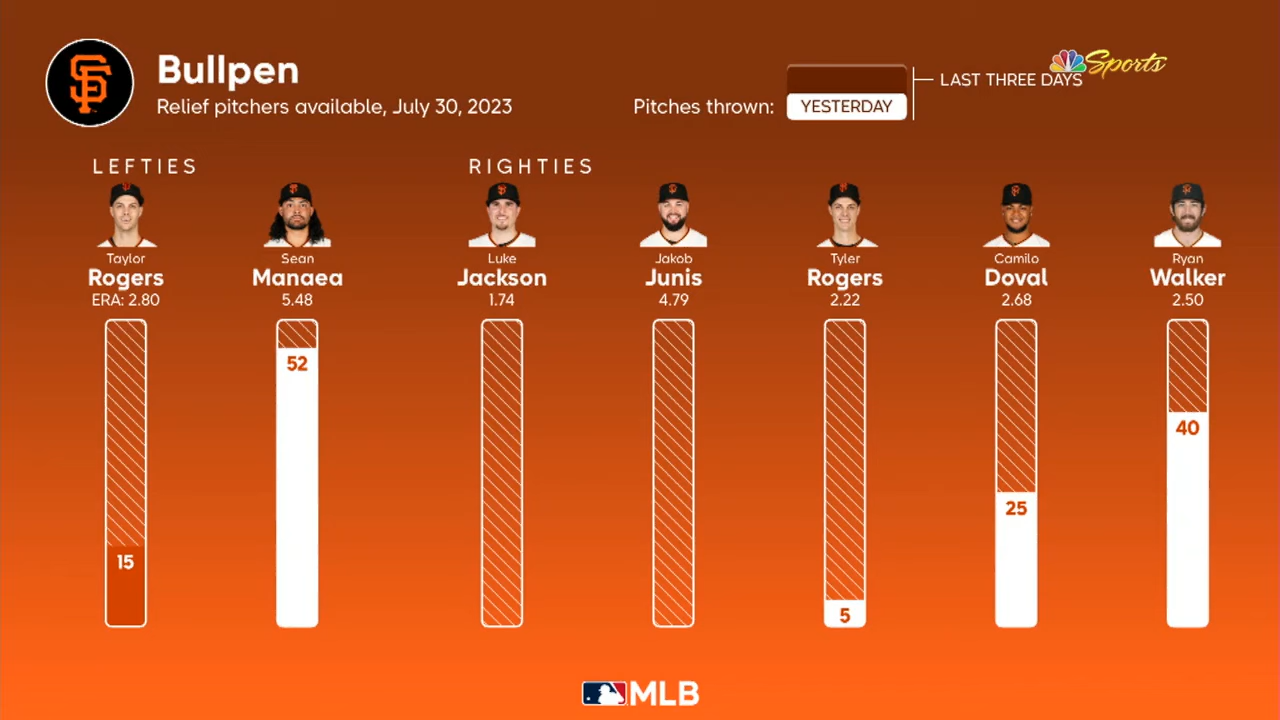 SF
Bullpen
Relief pitchers available, July 30, 2023
Pitches thrown:
YESTERDAY
LAST THREE DAYS
Sports
LEFTIES
RIGHTIES
Taylor
Rogers
ERA: 2.80
15
Sean
Manaea
5.48
52
Luke
Jackson
1.74
Jakob
Junis
4.79
Tyler
Rogers
2.22
5
Camilo
Doval
2.68
25
Ryan
Walker
2.50
40
MLB